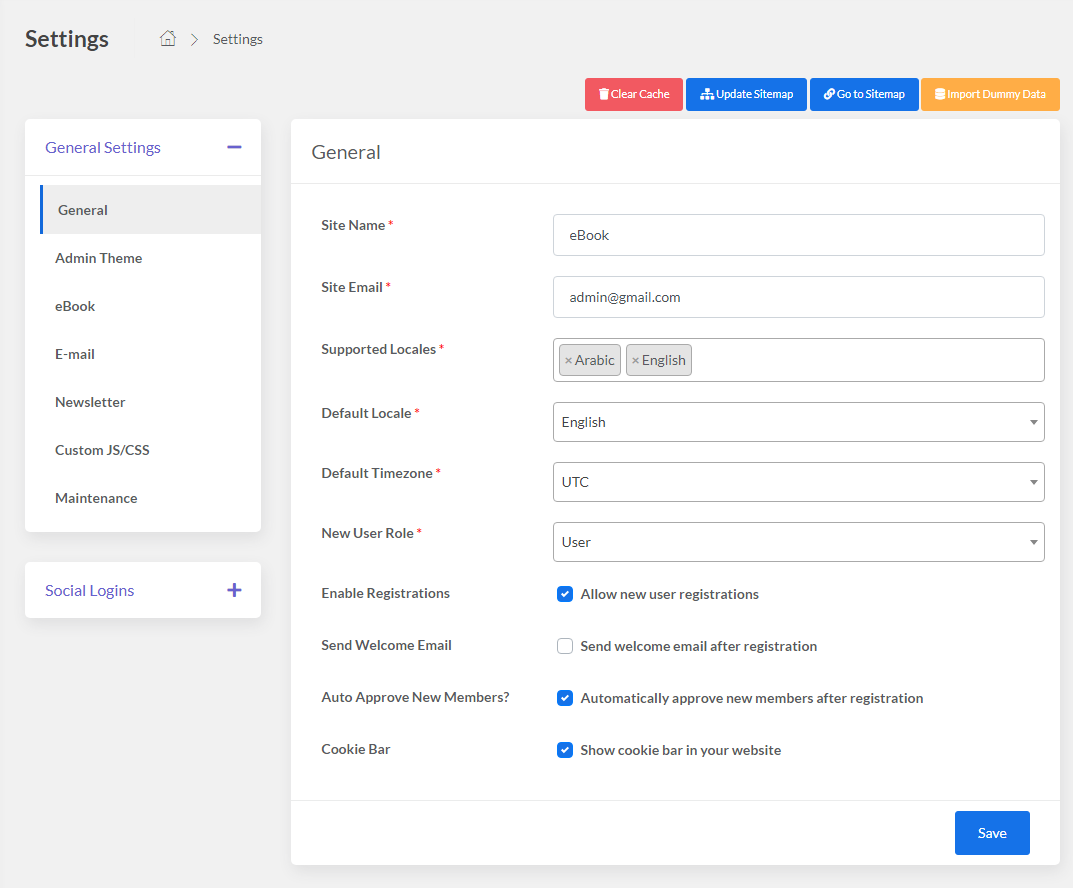 Settings
Settings
Clear Cache
Update Sitemap
Go to Sitemap
Import Dummy Data
General Settings
General
Admin Theme
eBook
E-mail
Newsletter
Custom JS/CSS
Maintenance
Social Logins
General
Site Name *
eBook
Site Email *
admin@gmail.com
Supported Locales *
× Arabic × English
Default Locale *
English
Default Timezone *
UTC
New User Role *
User
Enable Registrations
Allow new user registrations
Send Welcome Email
Send welcome email after registration
Auto Approve New Members?
Automatically approve new members after registration
Cookie Bar
Show cookie bar in your website
Save